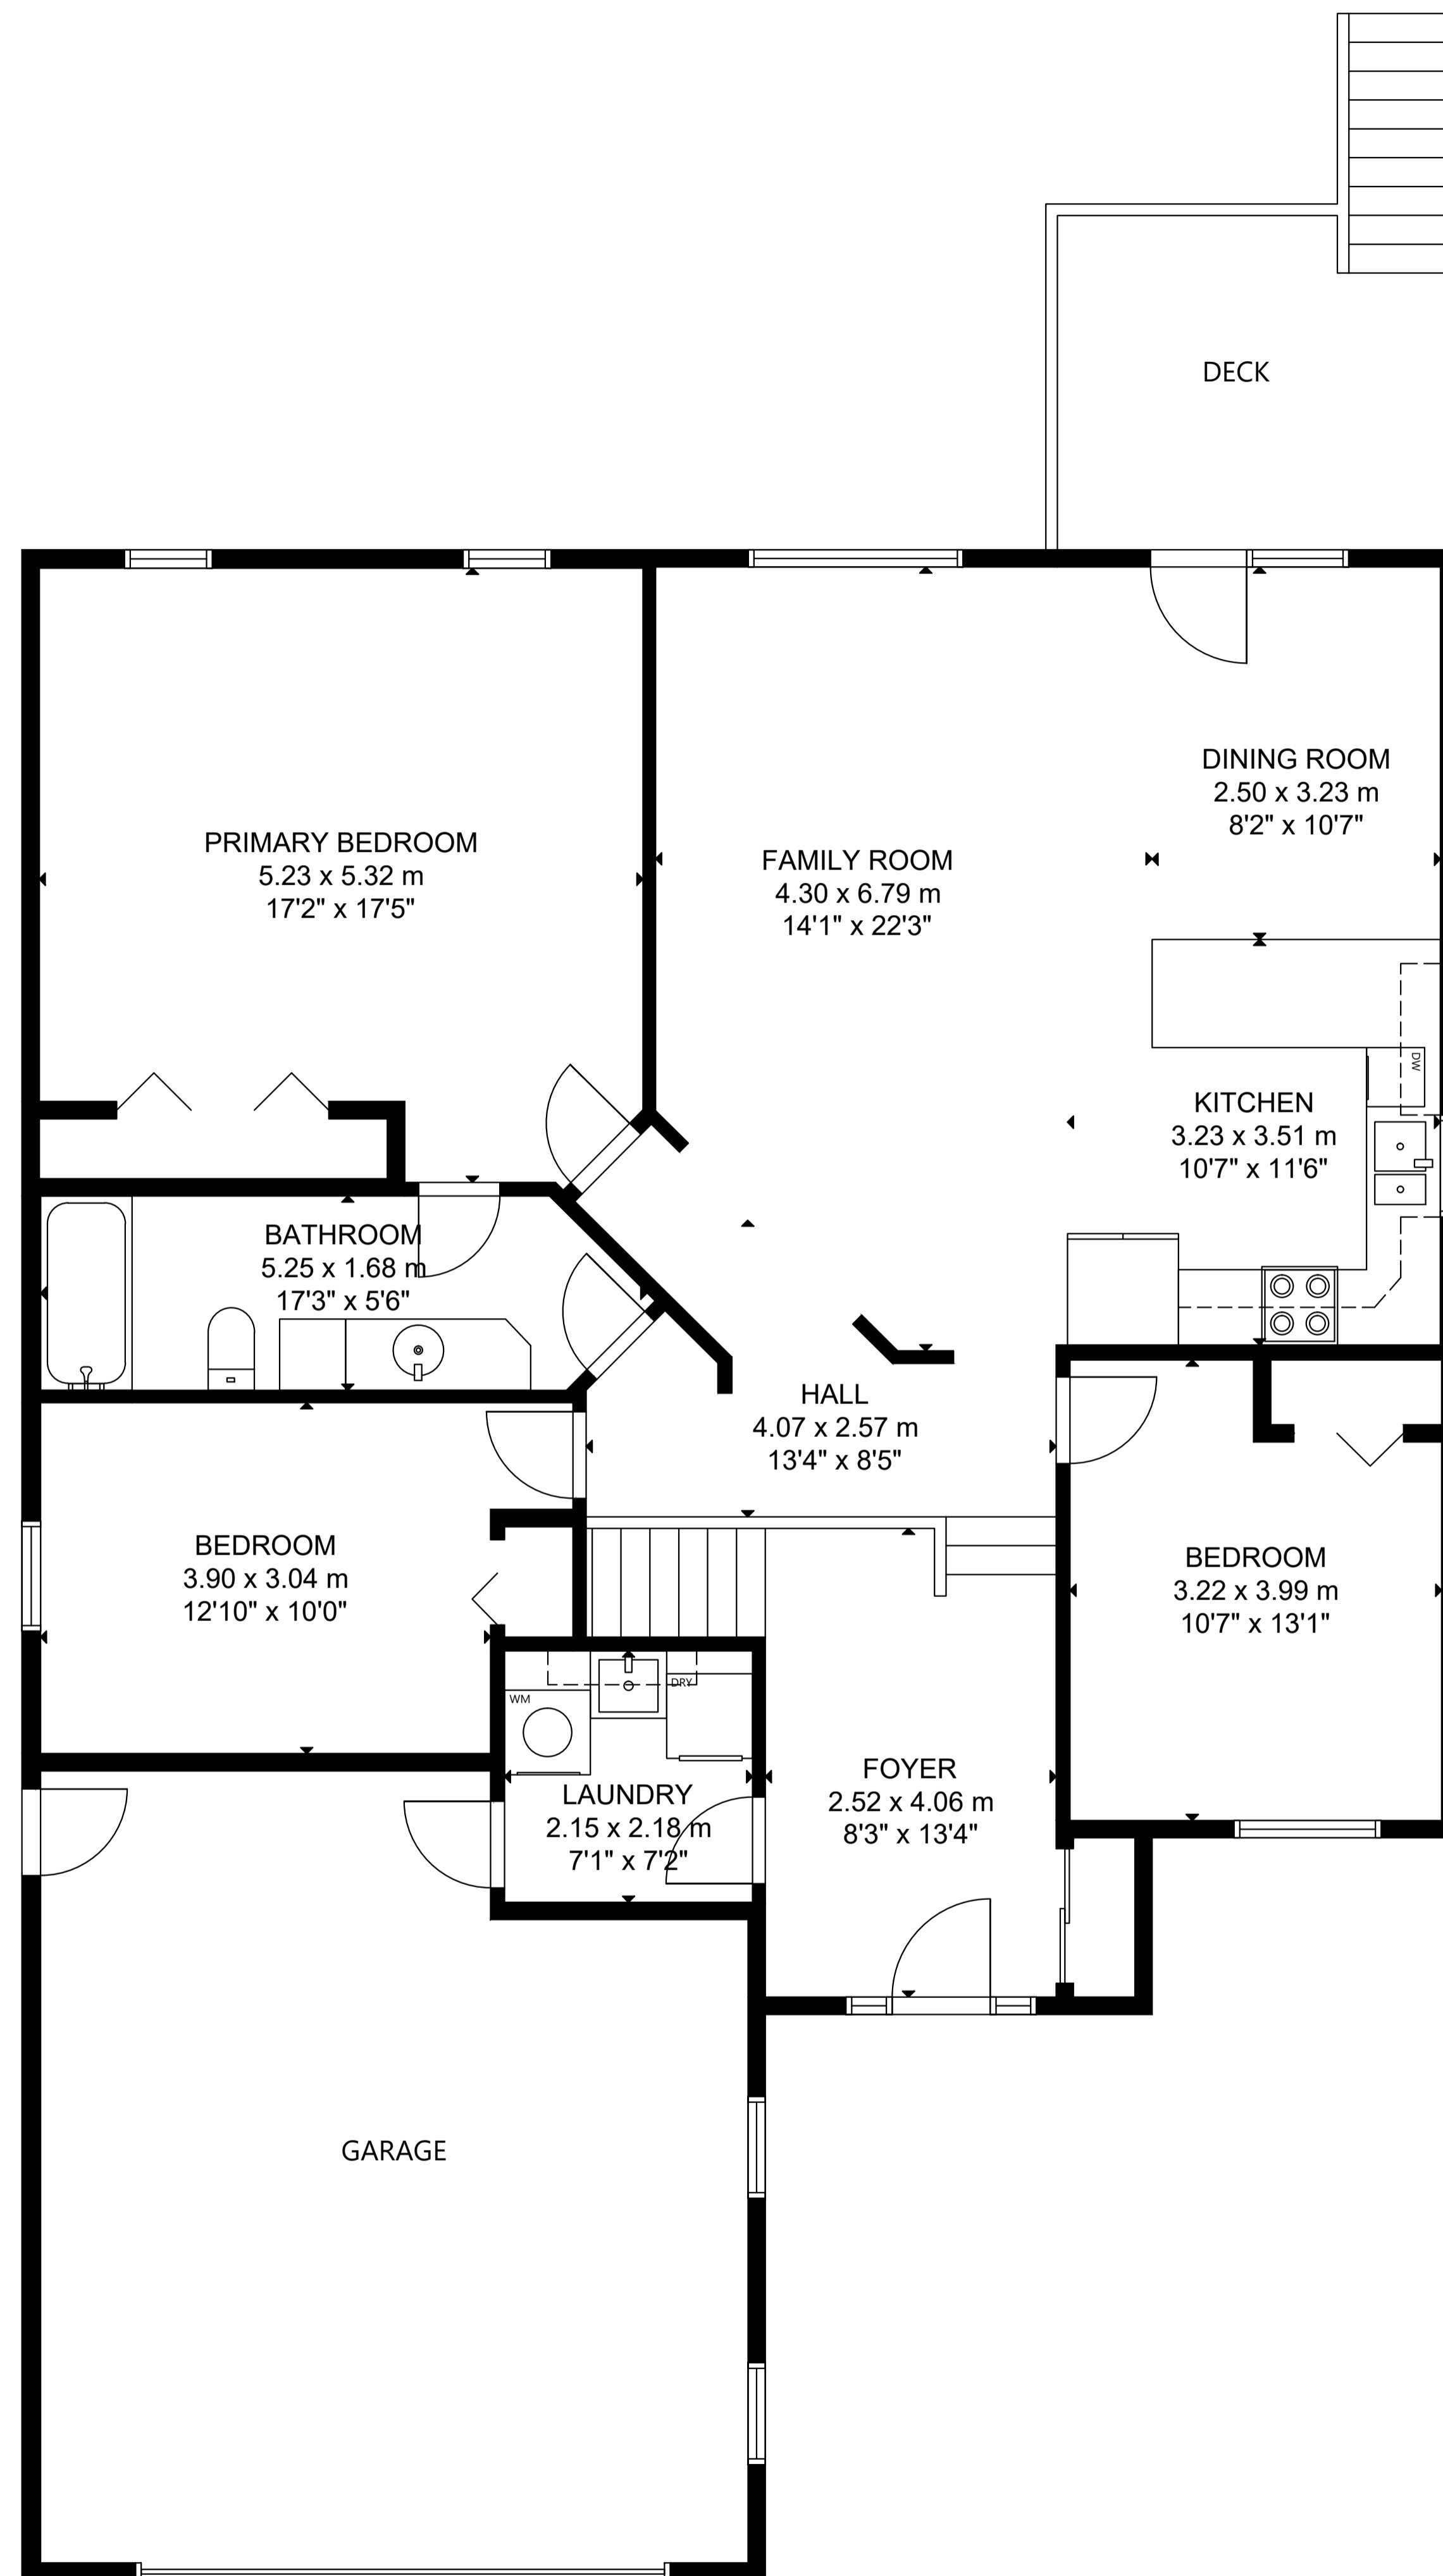 DECK
DINING ROOM
2.50 x 3.23 m
8'2" x 10'7"
PRIMARY BEDROOM
5.23 x 5.32 m
17'2" x 17'5"
FAMILY ROOM
4.30 x 6.79 m
14'1" x 22'3"
DW
KITCHEN
3.23 x 3.51 m
10'7" x 11'6"
BATHROOM
5.25 x 1.68 m
17'3" x 5'6"
HALL
4.07 x 2.57 m
13'4" x 8'5"
BEDROOM
3.90 x 3.04 m
12'10" x 10'0"
BEDROOM
3.22 x 3.99 m
10'7" x 13'1"
WM
DRY
LAUNDRY
2.15 x 2.18 m
7'1" x 7'2"
FOYER
2.52 x 4.06 m
8'3" x 13'4"
GARAGE